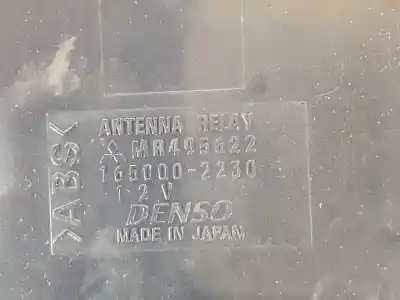 >ABS<
ANTENNA RELAY
MR495622
165000-2230
12V
DENSO
MADE IN JAPAN